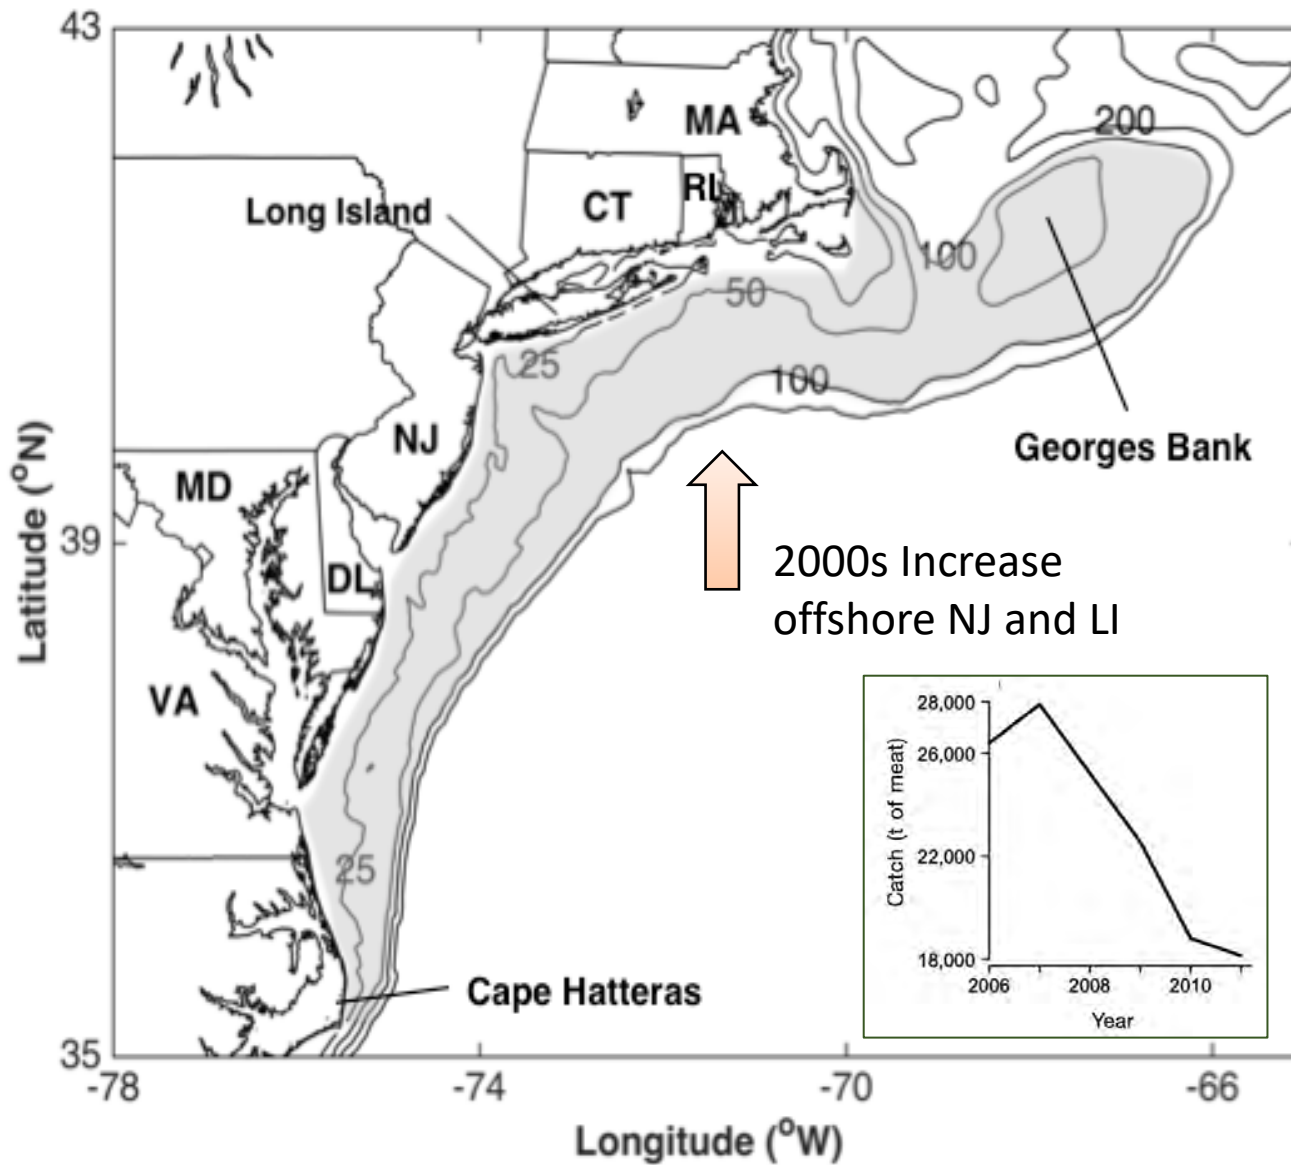 43
MA
200
Long Island
CT
RI
100
50
25
100
NJ
Georges Bank
MD
39
DL
2000s Increase
offshore NJ and LI
VA
25
Cape Hatteras
35
-78
-74
-70
-66
Latitude (°N)
Longitude (°W)
28,000
26,000
22,000
18,000
2006
2008
2010
Catch (t of meat)
Year